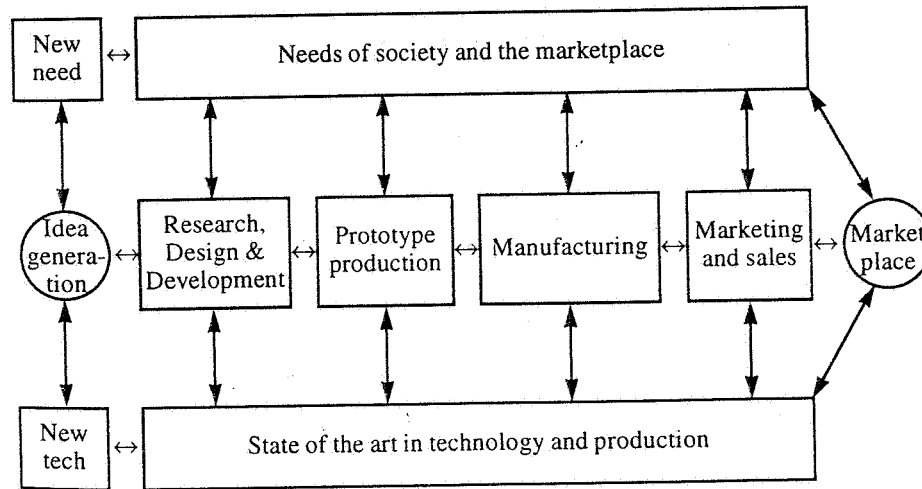 New
need
Needs of society and the marketplace
Idea
genera-
tion
Research,
Design &
Development
Prototype
production
Manufacturing
Marketing
and sales
Market
place
New
tech
State of the art in technology and production